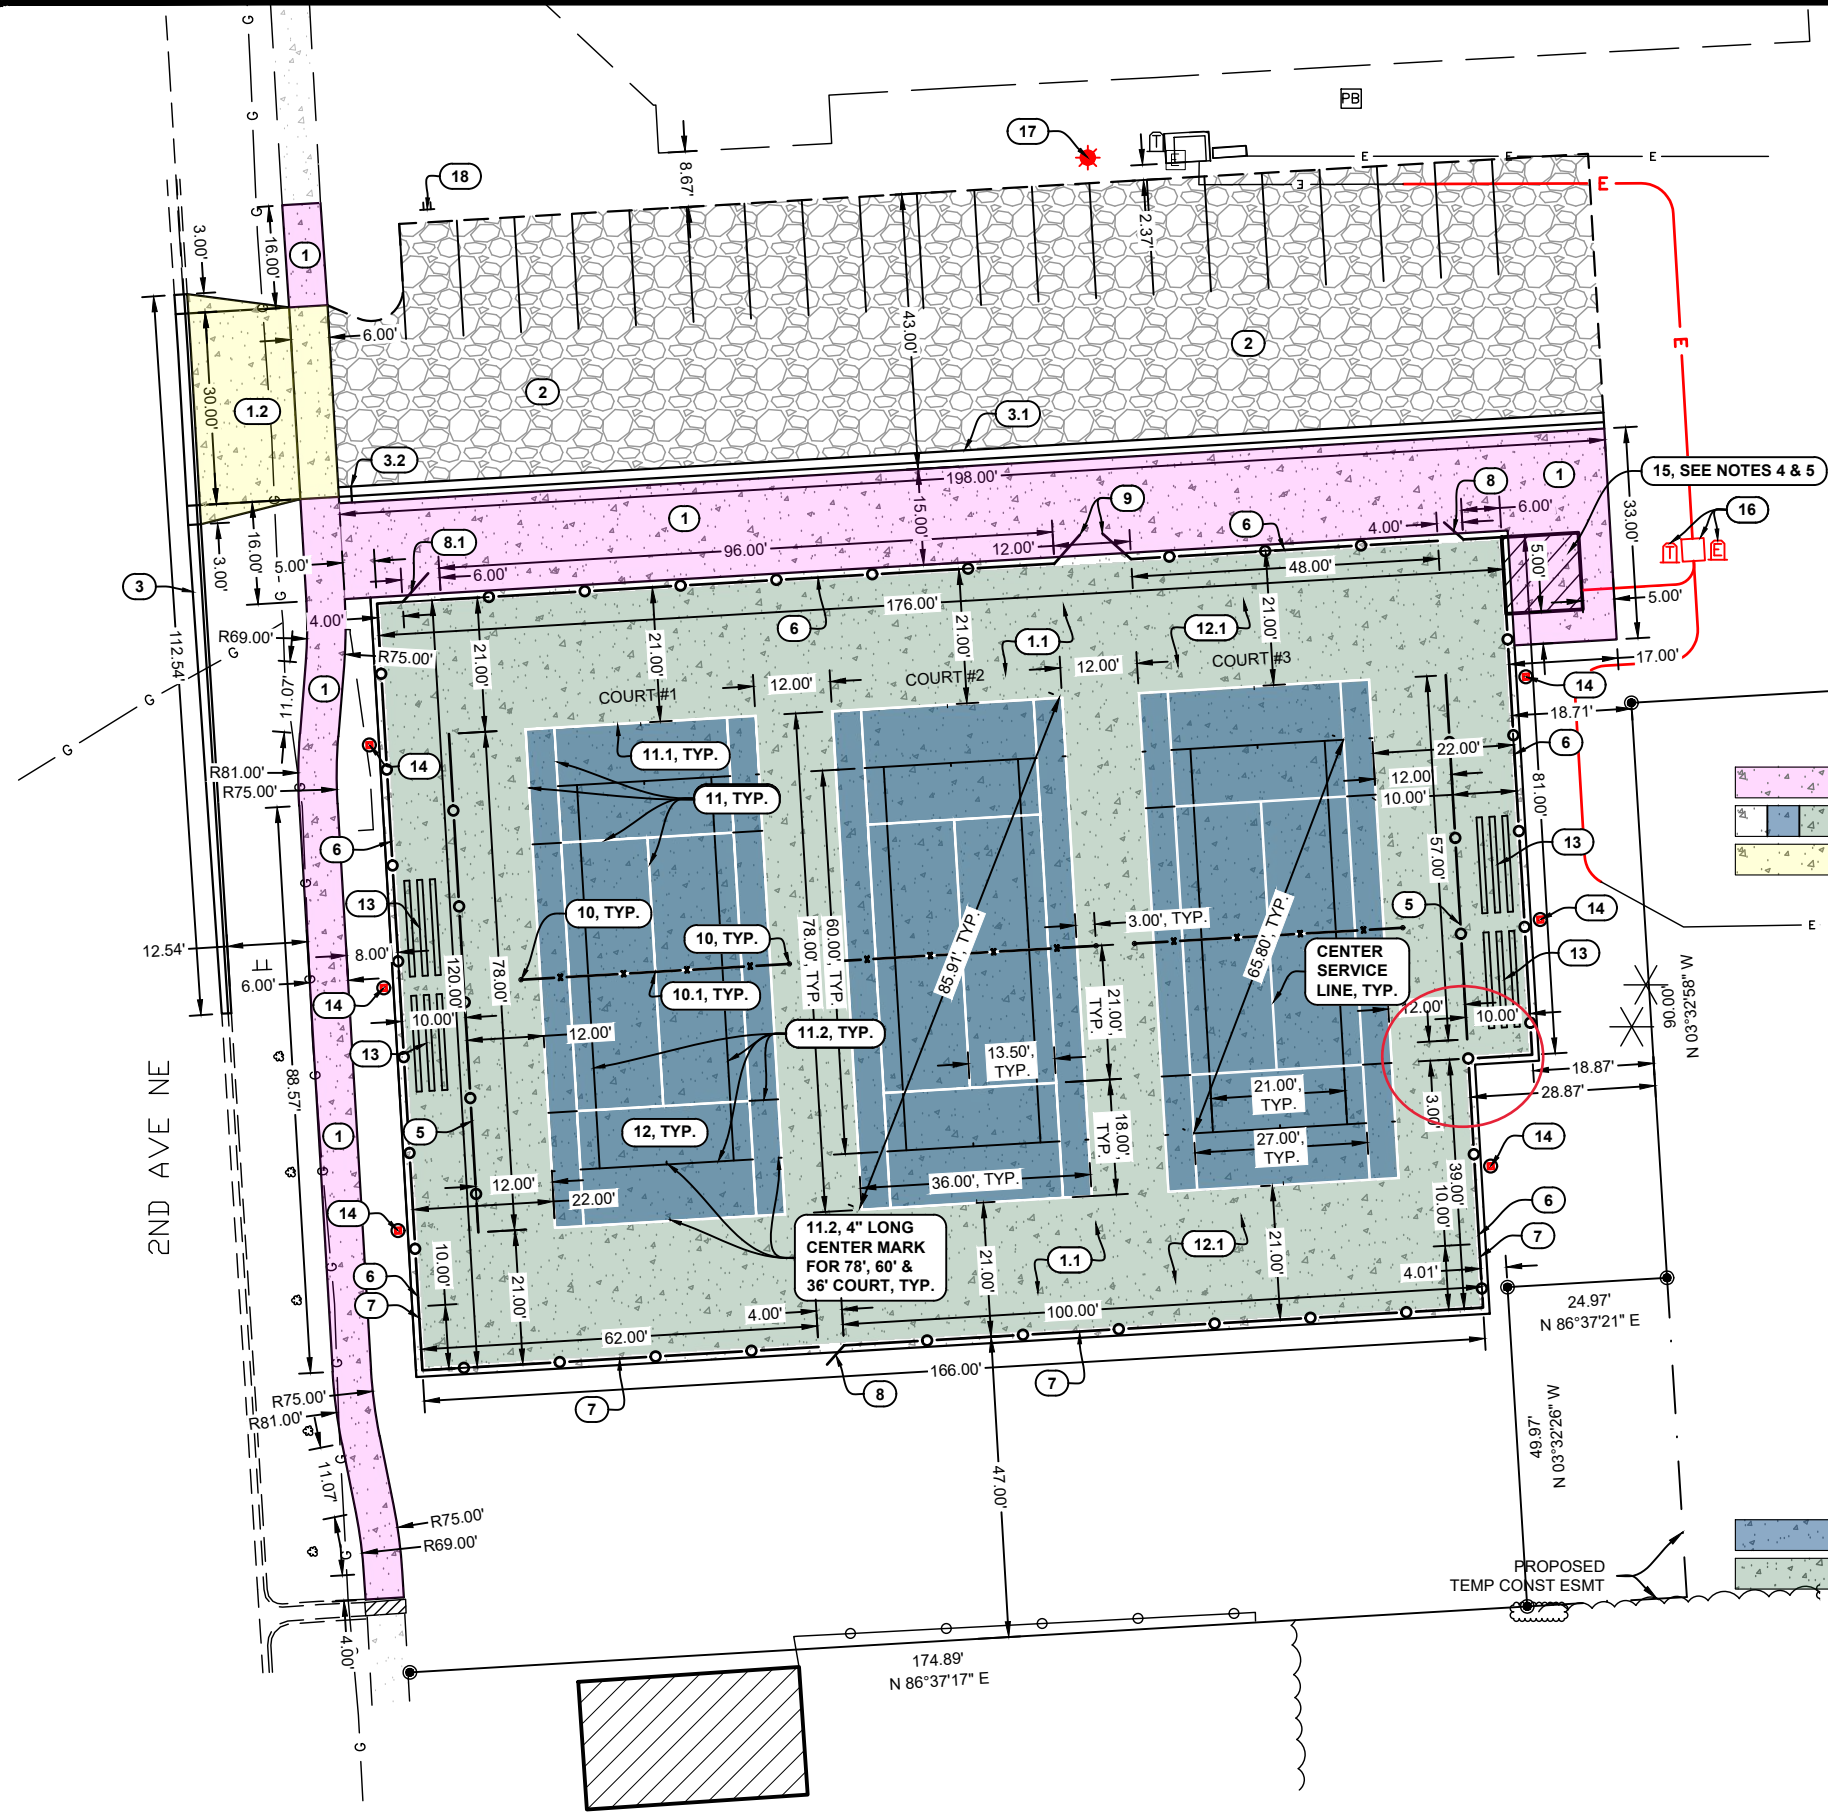 PB
17
T
E
E
E
E
E
E
18
8.67'
2.37'
3.00'
16.00'
1
6.00'
43.00'
2
2
30.00'
1.2
3.1
3.2
198.00'
1
15, SEE NOTES 4 & 5
8
6.00'
9
1
15.00'
6
4.00'
33.00'
16
T
E
8.1
96.00'
12.00'
5.00'
3.00'
16.00'
5.00'
6.00'
48.00'
5.00'
3
176.00'
4.00'
R69.00'
6
1.1
12.1
21.00'
21.00'
21.00'
21.00'
R75.00'
112.54'
G
G
G
17.00'
COURT #1
12.00'
COURT #2
12.00'
COURT #3
14
11.07'
1
18.71'
11.1, TYP.
22.00'
6
14
R81.00'
R75.00'
11, TYP.
12.00
10.00'
81.00'
6
57.00'
13
13
10, TYP.
5
14
10, TYP.
3.00', TYP.
E
12.54'
8.00'
78.00'
120.00'
78.00', TYP.
60.00', TYP.
85.91', TYP.
65.80', TYP.
CENTER
SERVICE
LINE, TYP.
13
N 03°32'58" W
90.00'
6.00'
14
10.1, TYP.
10.00'
12.00'
11.2, TYP.
21.00',
TYP.
12.00'
10.00'
13
13.50',
TYP.
2ND AVE NE
88.57'
21.00',
TYP.
18.87'
28.87'
3.00'
5
1
12, TYP.
18.00',
TYP.
27.00',
TYP.
14
12.00'
22.00'
36.00', TYP.
39.00'
10.00'
6
14
11.2, 4" LONG
CENTER MARK
FOR 78', 60' &
36' COURT, TYP.
12.1
1.1
7
10.00'
21.00'
21.00'
21.00'
6
7
4.01'
24.97'
N 86°37'21" E
4.00'
100.00'
62.00'
166.00'
8
7
7
R75.00'
R81.00'
11.07'
49.97'
N 03°32'26" W
47.00'
R75.00'
R69.00'
PROPOSED
TEMP CONST ESMT
4.00'
174.89'
N 86°37'17" E
G